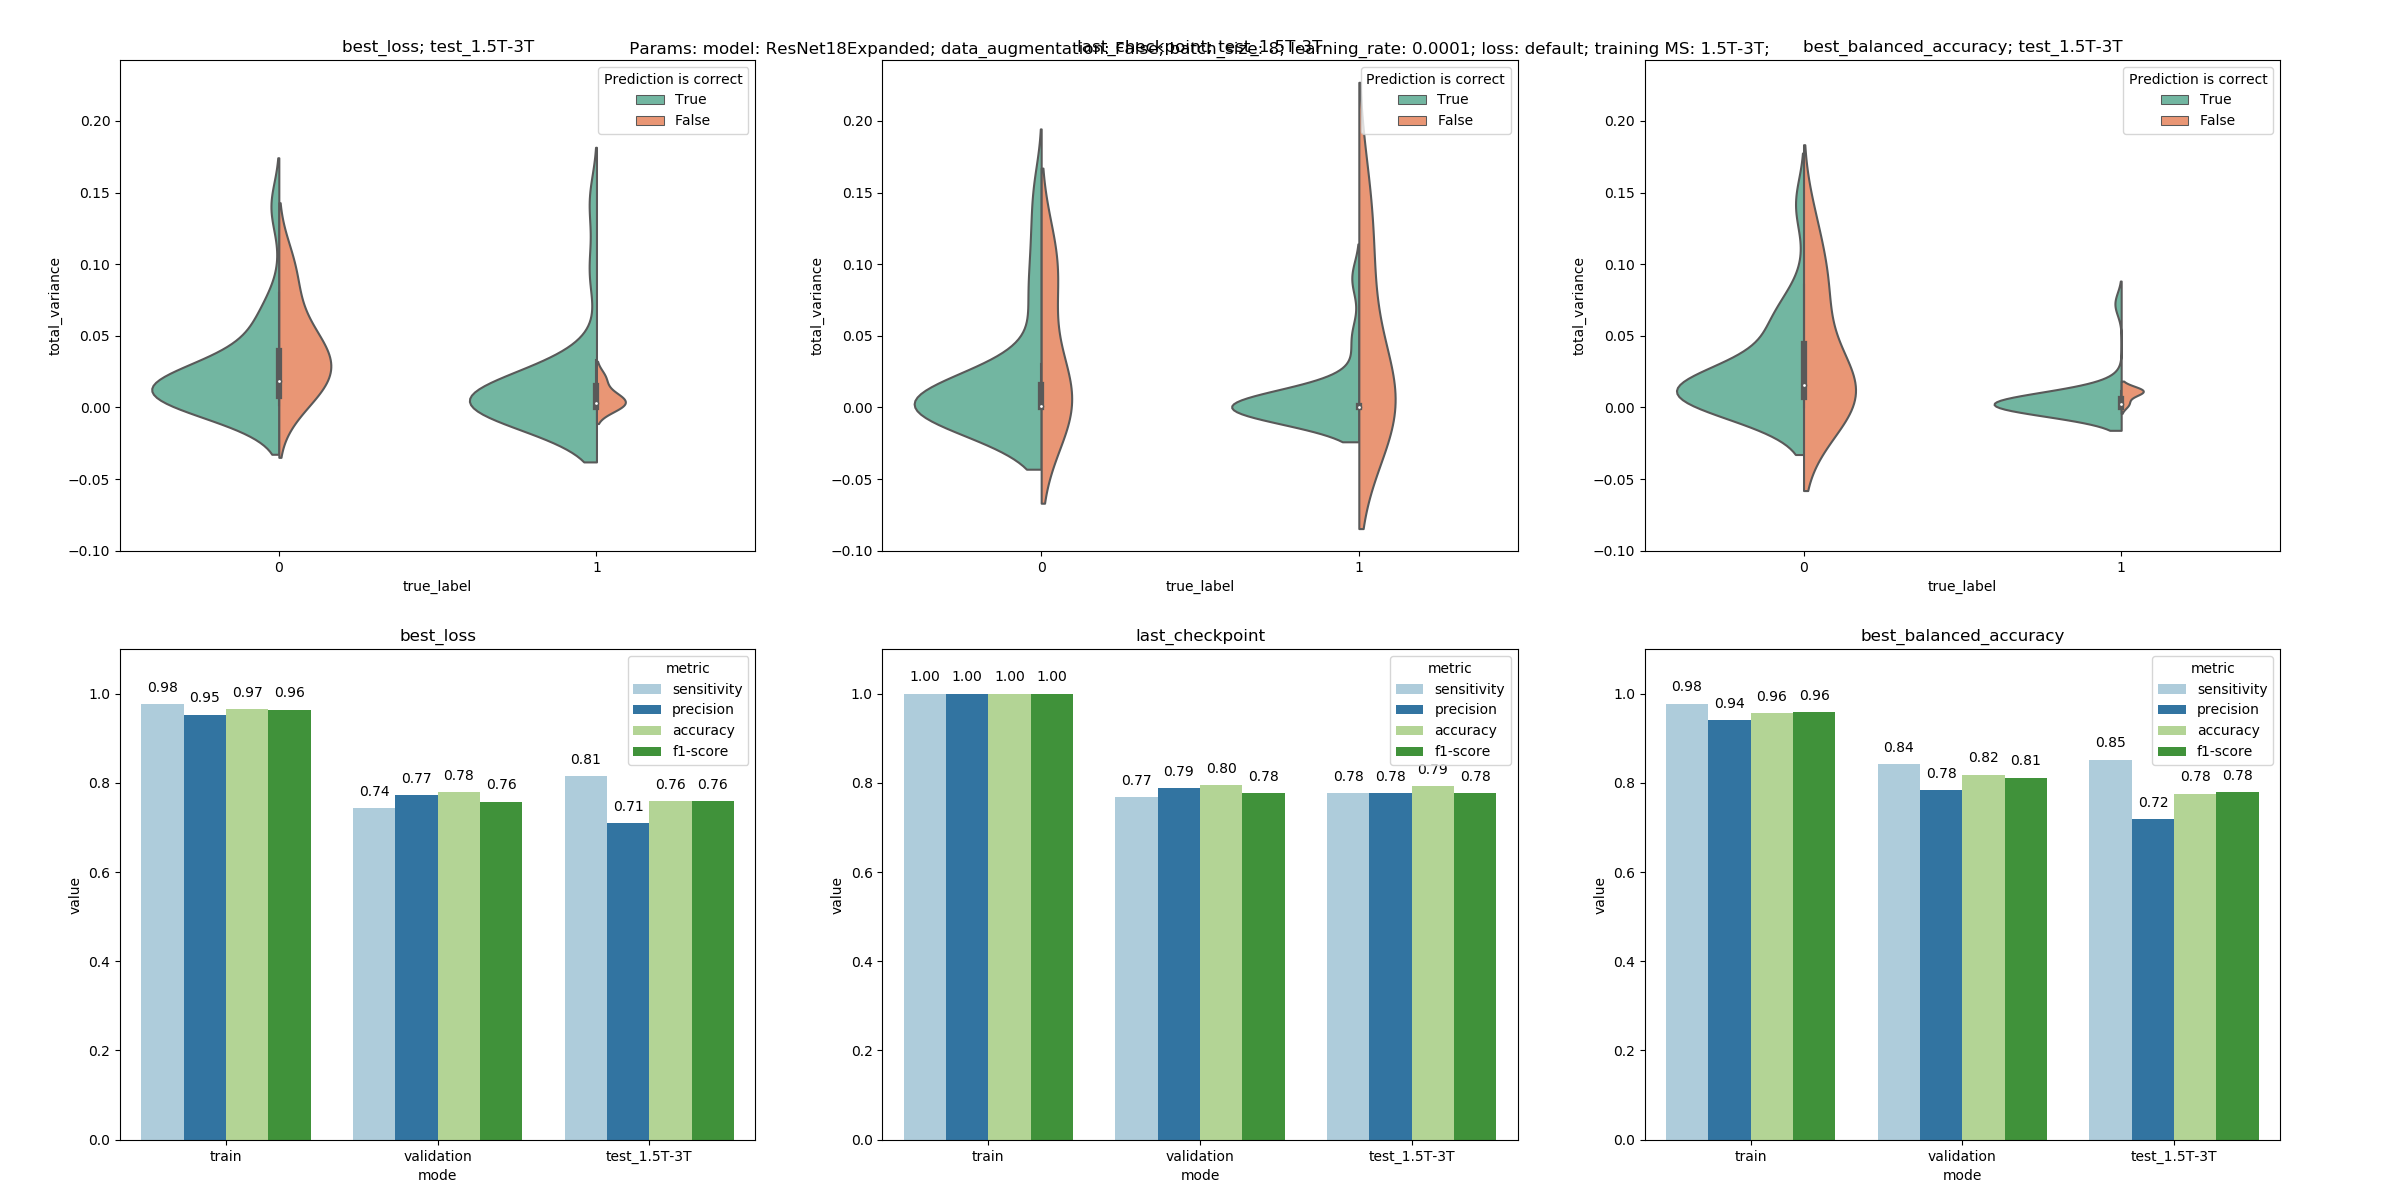 best_loss; test_1.5T-3T
last_checkpoint; test_1.5T-3T
best_balanced_accuracy; test_1.5T-3T
Params: model: ResNet18Expanded; data_augmentation: False; batch_size: 8; learning_rate: 0.0001; loss: default; training MS: 1.5T-3T;
Prediction is correct
True
False
0.20
0.15
0.10
0.05
0.00
−0.05
−0.10
total_variance
0
1
true_label
Prediction is correct
True
False
0.20
0.15
0.10
0.05
0.00
−0.05
−0.10
total_variance
0
1
true_label
Prediction is correct
True
False
0.20
0.15
0.10
0.05
0.00
−0.05
−0.10
total_variance
0
1
true_label
best_loss
metric
sensitivity
precision
accuracy
f1-score
0.98 0.95 0.97 0.96
0.74 0.77 0.78 0.76
0.81 0.71 0.76 0.76
1.0
0.8
0.6
0.4
0.2
0.0
value
train validation test_1.5T-3T
mode
last_checkpoint
metric
sensitivity
precision
accuracy
f1-score
1.00 1.00 1.00 1.00
0.77 0.79 0.80 0.78
0.78 0.78 0.79 0.78
1.0
0.8
0.6
0.4
0.2
0.0
value
train validation test_1.5T-3T
mode
best_balanced_accuracy
metric
sensitivity
precision
accuracy
f1-score
0.98 0.94 0.96 0.96
0.84 0.78 0.82 0.81
0.85 0.72 0.78 0.78
1.0
0.8
0.6
0.4
0.2
0.0
value
train validation test_1.5T-3T
mode